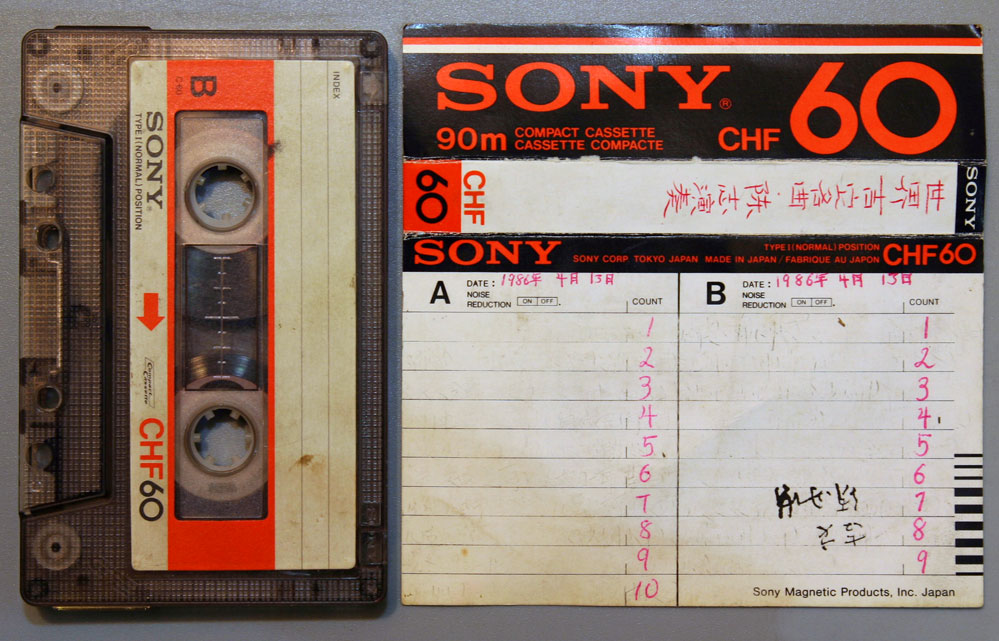 B
C-60
INDEX
SONY®
TYPE I (NORMAL) POSITION
Compact Cassette
CHF60
SONY® 60
90m COMPACT CASSETTE
CASSETTE COMPACTE
CHF
CHF
60
世界吉它名曲·陈志演奏
SONY
SONY
TYPE I (NORMAL) POSITION
SONY CORP TOKYO JAPAN MADE IN JAPAN / FABRIQUE AU JAPON
CHF60
A DATE: 1986年 4月 13日
NOISE
REDUCTION ON OFF.
COUNT
1
2
3
4
5
6
7
8
9
10
B DATE: 1986年 4月 13日
NOISE
REDUCTION ON OFF.
COUNT
1
2
3
4
5
6
7
8
9
Sony Magnetic Products, Inc. Japan